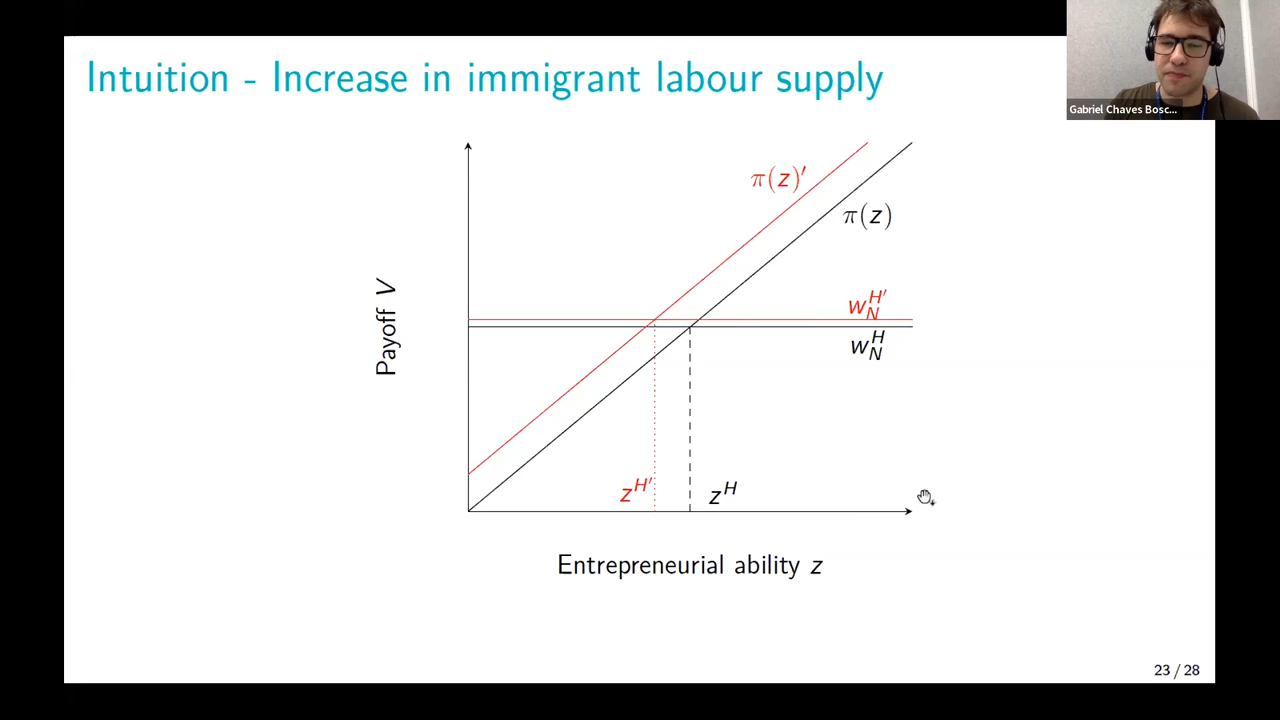 Intuition - Increase in immigrant labour supply
Gabriel Chaves Bosc...
π(z)′
π(z)
w_N^{H′}
w_N^H
Payoff V
z^{H′}
z^H
Entrepreneurial ability z
23 / 28